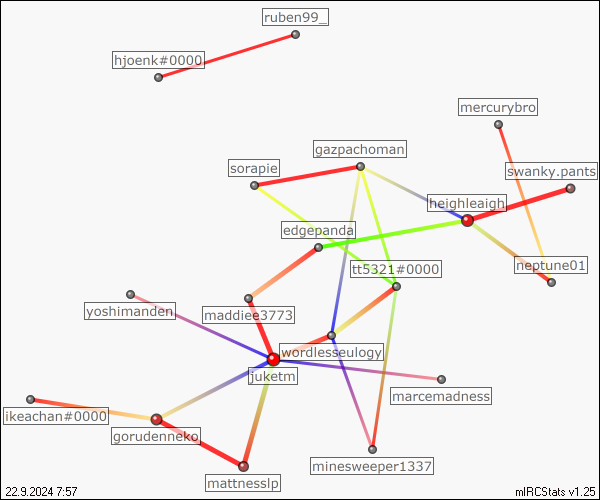 ruben99_
hjoenk#0000
mercurybro
gazpachoman
sorapie
swanky.pants
heighleaigh
edgepanda
tt5321#0000
neptune01
yoshimanden
maddiee3773
wordlesseulogy
juketm
marcemadness
ikeachan#0000
gorudenneko
minesweeper1337
mattnesslp
22.9.2024 7:57
mIRCStats v1.25